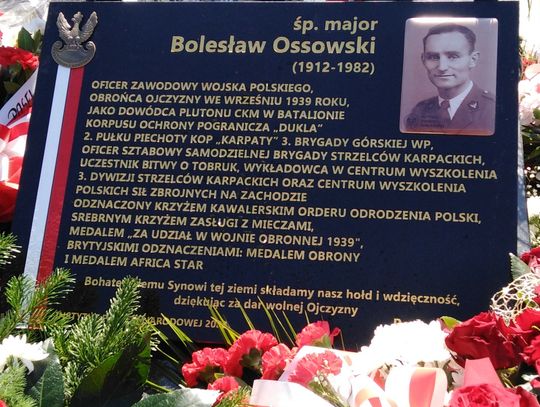 śp. major
Bolesław Ossowski
(1912-1982)
OFICER ZAWODOWY WOJSKA POLSKIEGO,
OBROŃCA OJCZYZNY WE WRZEŚNIU 1939 ROKU,
JAKO DOWÓDCA PLUTONU CKM W BATALIONIE
KORPUSU OCHRONY POGRANICZA „DUKLA”
2. PUŁKU PIECHOTY KOP „KARPATY” 3. BRYGADY GÓRSKIEJ WP,
OFICER SZTABOWY SAMODZIELNEJ BRYGADY STRZELCÓW KARPACKICH,
UCZESTNIK BITWY O TOBRUK, WYKŁADOWCA W CENTRUM WYSZKOLENIA
3. DYWIZJI STRZELCÓW KARPACKICH ORAZ CENTRUM WYSZKOLENIA
POLSKICH SIŁ ZBROJNYCH NA ZACHODZIE
ODZNACZONY KRZYŻEM KAWALERSKIM ORDERU ODRODZENIA POLSKI,
SREBRNYM KRZYŻEM ZASŁUGI Z MIECZAMI,
MEDALEM „ZA UDZIAŁ W WOJNIE OBRONNEJ 1939",
BRYTYJSKIMI ODZNACZENIAMI: MEDALEM OBRONY
I MEDALEM AFRICA STAR
Synowi tej ziemi składamy nasz hołd i wdzięczność,
dziękując za dar wolnej Ojczyzny